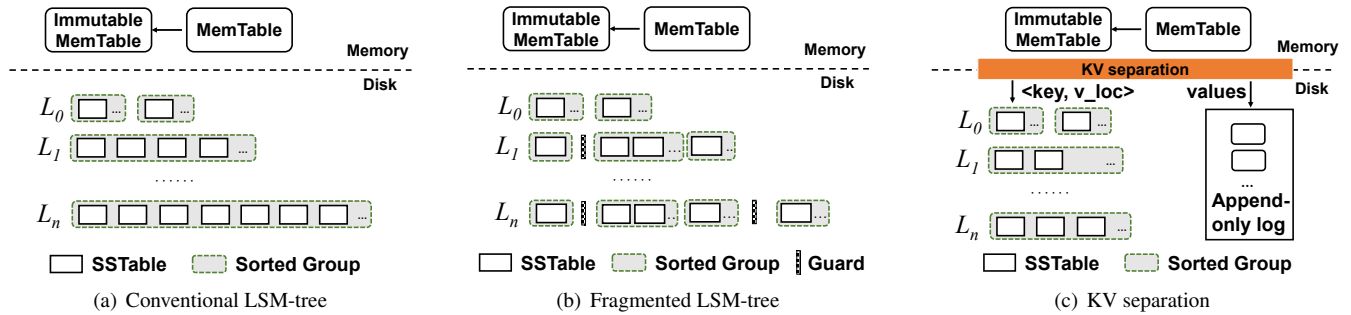 Immutable
MemTable
MemTable
Memory
Disk
L0
...
...
L1
...
......
Ln
...
SSTable
Sorted Group
(a) Conventional LSM-tree
Immutable
MemTable
MemTable
Memory
Disk
L0
...
...
L1
...
...
......
Ln
...
...
...
SSTable
Sorted Group
Guard
(b) Fragmented LSM-tree
Immutable
MemTable
MemTable
Memory
KV separation
Disk
<key, v_loc>
values
L0
...
...
L1
...
......
Ln
...
...
Append-
only log
SSTable
Sorted Group
(c) KV separation